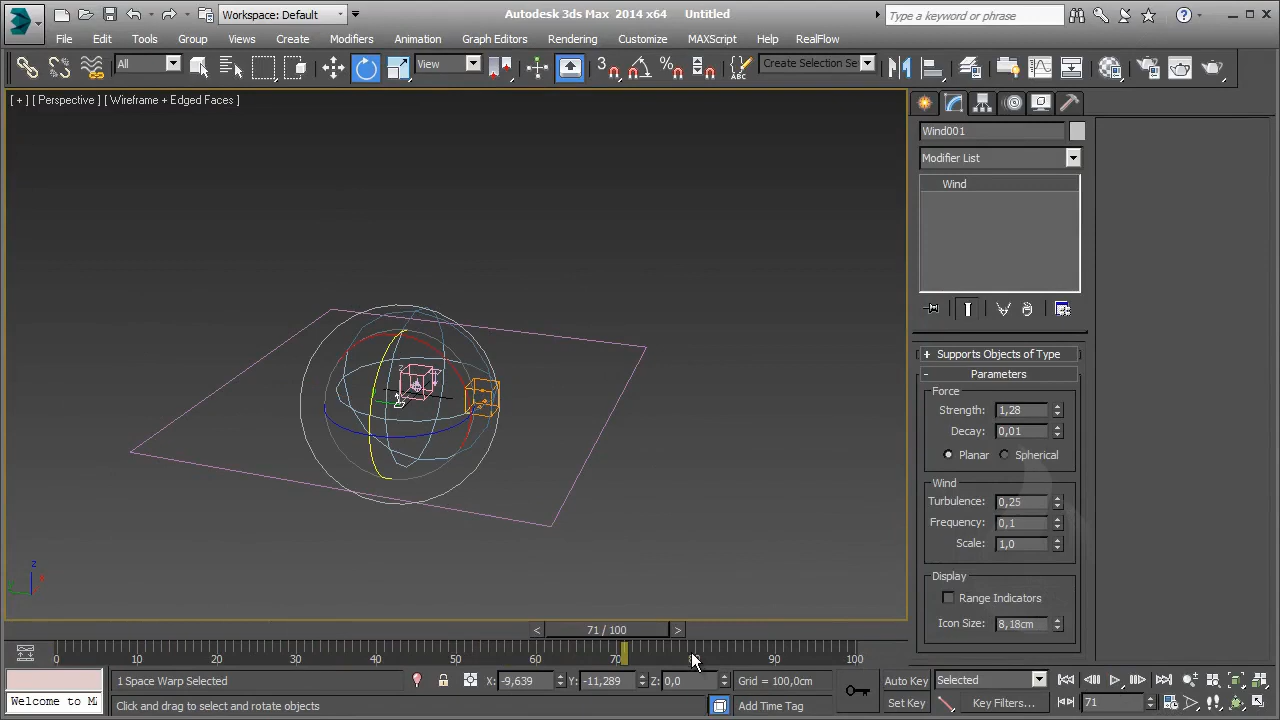 Workspace: Default
Autodesk 3ds Max 2014 x64 Untitled
Type a keyword or phrase
File Edit Tools Group Views Create Modifiers Animation Graph Editors Rendering Customize MAXScript Help RealFlow
All
View
3
Create Selection Se
[ + ] [ Perspective ] [ Wireframe + Edged Faces ]
Wind001
Modifier List
Wind
+ Supports Objects of Type
- Parameters
Force
Strength: 1,28
Decay: 0,01
Planar Spherical
Wind
Turbulence: 0,25
Frequency: 0,1
Scale: 1,0
Display
Range Indicators
Icon Size: 8,18cm
z
< 71 / 100 >
0 10 20 30 40 50 60 70 90 100
1 Space Warp Selected
X: -9,639 Y: -11,289 Z: 0,0
Grid = 100,0cm
Auto Key Selected
Welcome to M
Click and drag to select and rotate objects
Add Time Tag
Set Key Key Filters...
71